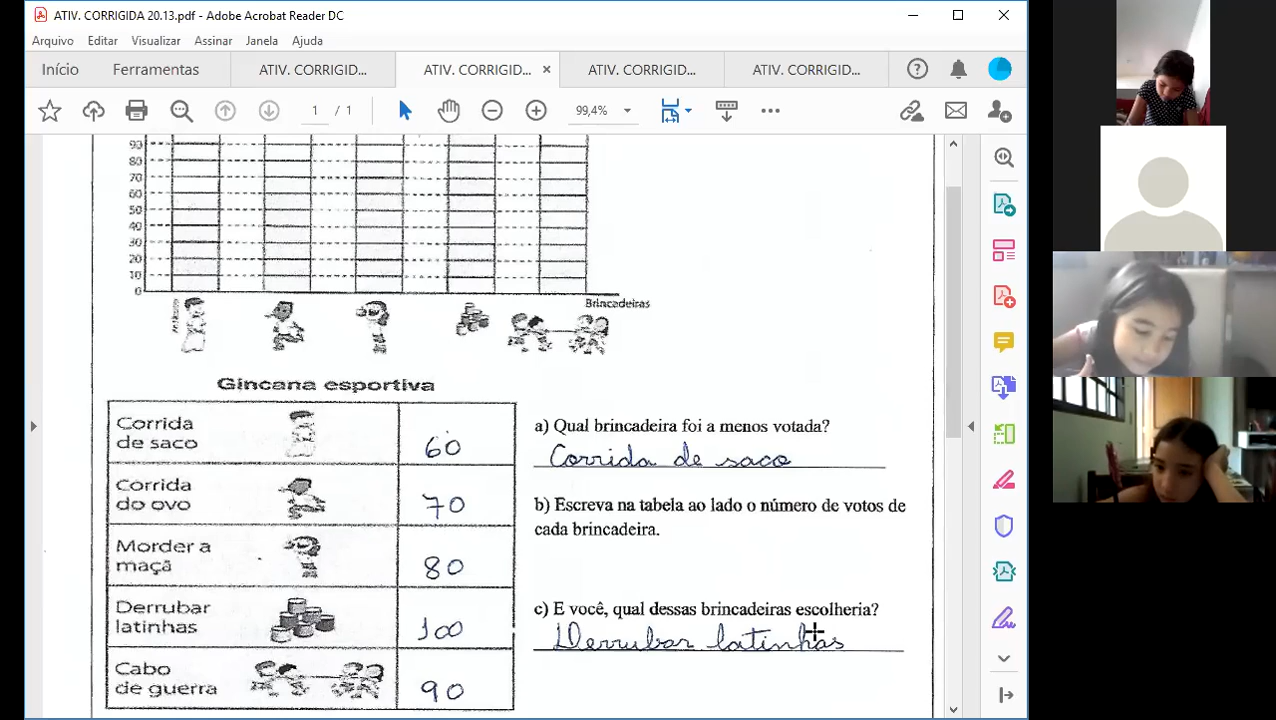 ATIV. CORRIGIDA 20.13.pdf - Adobe Acrobat Reader DC
Arquivo Editar Visualizar Assinar Janela Ajuda
Início Ferramentas ATIV. CORRIGID... ATIV. CORRIGID... × ATIV. CORRIGID... ATIV. CORRIGID...
1 / 1 99,4%
90
80
70
60
50
40
30
20
10
0
Brincadeiras
Gincana esportiva
Corrida
de saco 60
Corrida
do ovo 70
Morder a
maçã 80
Derrubar
latinhas 100
Cabo
de guerra 90
a) Qual brincadeira foi a menos votada?
Corrida de saco
b) Escreva na tabela ao lado o número de votos de
cada brincadeira.
c) E você, qual dessas brincadeiras escolheria?
Derrubar latinhas